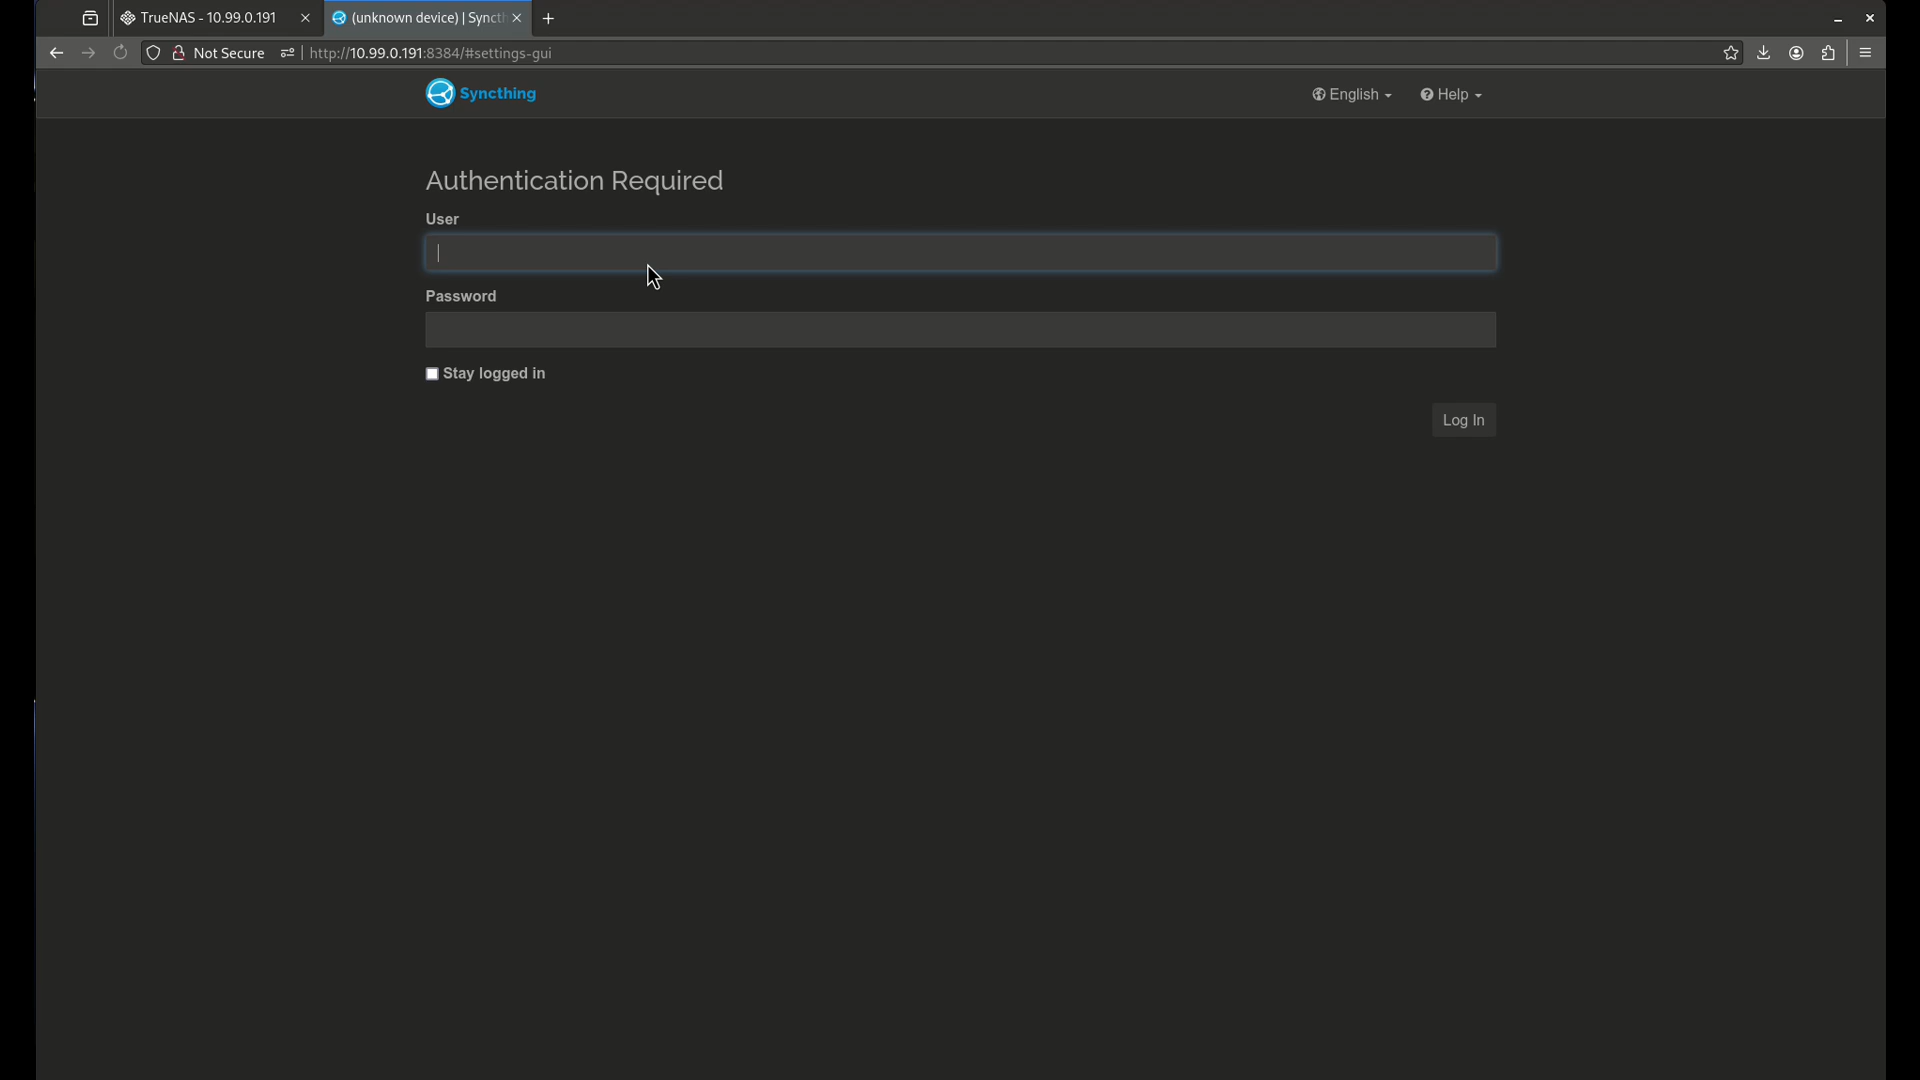 TrueNAS - 10.99.0.191
(unknown device) | Syncth
Not Secure
http://10.99.0.191:8384/#settings-gui
Syncthing
English
Help
Authentication Required
User
Password
Stay logged in
Log In